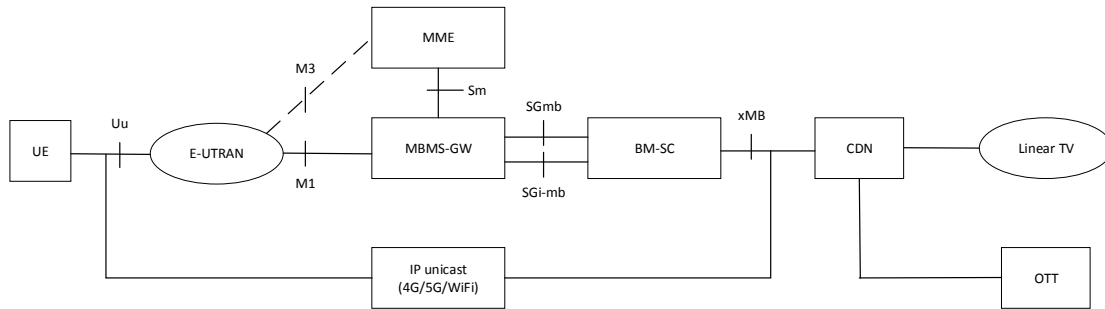 MME
M3
Sm
SGmb
xMB
Uu
UE
E-UTRAN
MBMS-GW
BM-SC
CDN
Linear TV
M1
SGi-mb
IP unicast
(4G/5G/WiFi)
OTT